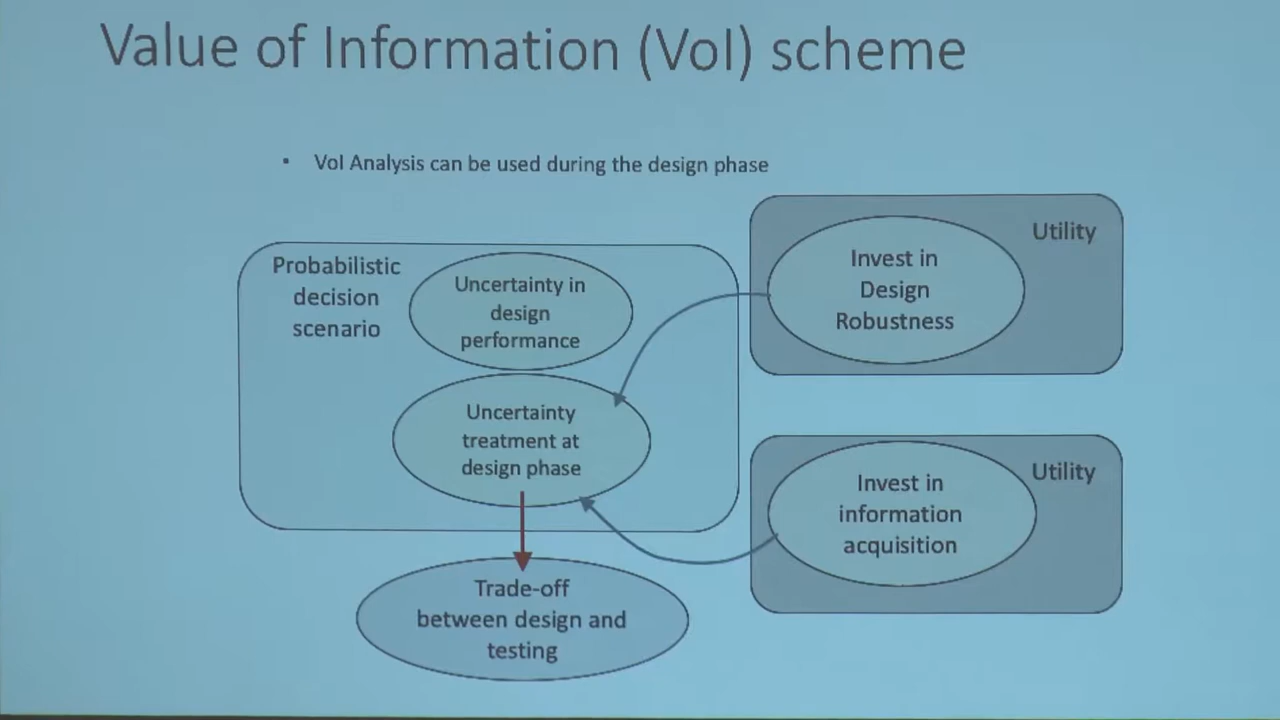 Value of Information (VoI) scheme
• VoI Analysis can be used during the design phase
Probabilistic
decision
scenario
Uncertainty in
design
performance
Uncertainty
treatment at
design phase
Trade-off
between design and
testing
Utility
Invest in
Design
Robustness
Utility
Invest in
information
acquisition